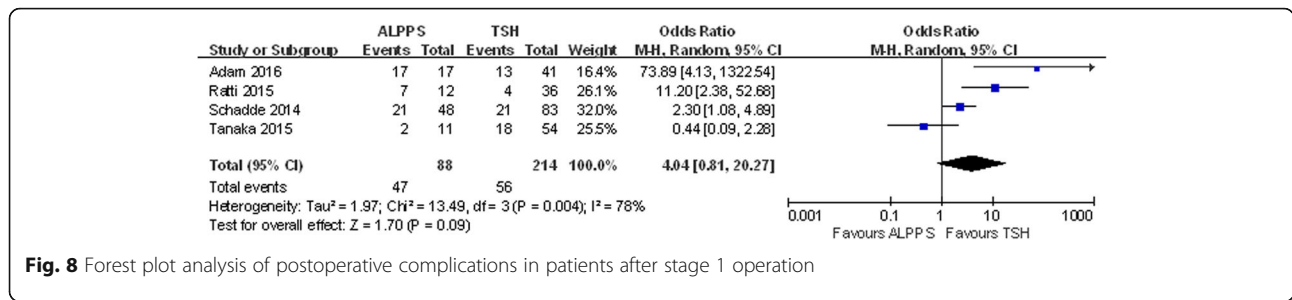 ALPPS TSH Odds Ratio Odds Ratio
Study or Subgroup Events Total Events Total Weight M-H, Random, 95% CI M-H, Random, 95% CI
Adam 2016 17 17 13 41 16.4% 73.89 [4.13, 1322.54]
Ratti 2015 7 12 4 36 26.1% 11.20 [2.38, 52.68]
Schadde 2014 21 48 21 83 32.0% 2.30 [1.08, 4.89]
Tanaka 2015 2 11 18 54 25.5% 0.44 [0.09, 2.28]
Total (95% CI) 88 214 100.0% 4.04 [0.81, 20.27]
Total events 47 56
Heterogeneity: Tau² = 1.97; Chi² = 13.49, df = 3 (P = 0.004); I² = 78%
Test for overall effect: Z = 1.70 (P = 0.09)
0.001 0.1 1 10 1000
Favours ALPPS Favours TSH
Fig. 8 Forest plot analysis of postoperative complications in patients after stage 1 operation